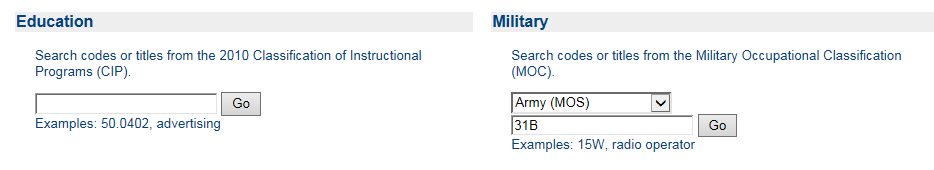 Education
Search codes or titles from the 2010 Classification of Instructional
Programs (CIP).
Go
Examples: 50.0402, advertising
Military
Search codes or titles from the Military Occupational Classification
(MOC).
Army (MOS)
31B Go
Examples: 15W, radio operator